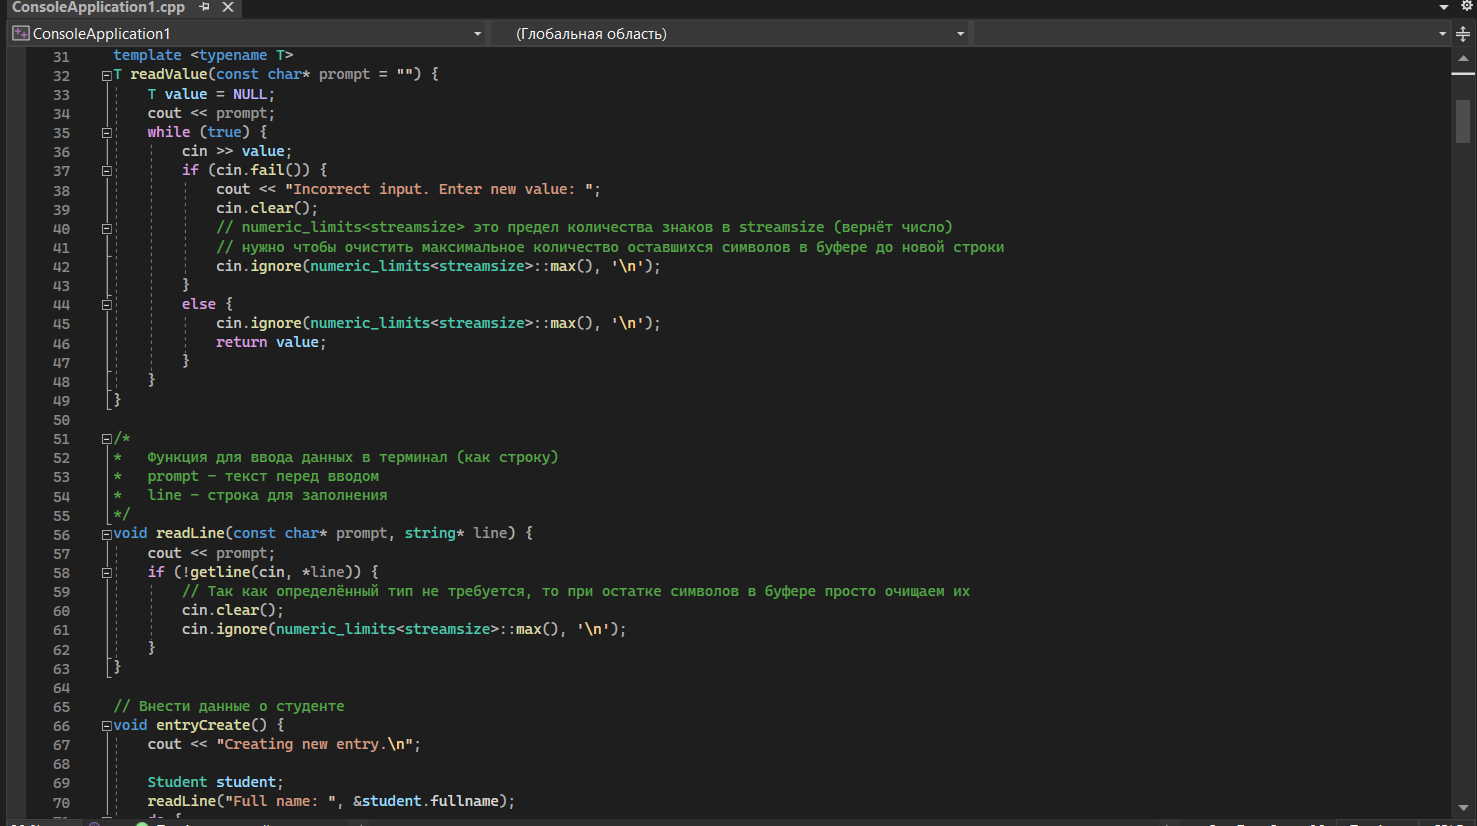 ConsoleApplication1.cpp
ConsoleApplication1
(Глобальная область)
31 template <typename T>
32 T readValue(const char* prompt = "") {
33 T value = NULL;
34 cout << prompt;
35 while (true) {
36 cin >> value;
37 if (cin.fail()) {
38 cout << "Incorrect input. Enter new value: ";
39 cin.clear();
40 // numeric_limits<streamsize> это предел количества знаков в streamsize (вернёт число)
41 // нужно чтобы очистить максимальное количество оставшихся символов в буфере до новой строки
42 cin.ignore(numeric_limits<streamsize>::max(), '\n');
43 }
44 else {
45 cin.ignore(numeric_limits<streamsize>::max(), '\n');
46 return value;
47 }
48 }
49 }
50
51 /*
52 * Функция для ввода данных в терминал (как строку)
53 * prompt - текст перед вводом
54 * line - строка для заполнения
55 */
56 void readLine(const char* prompt, string* line) {
57 cout << prompt;
58 if (!getline(cin, *line)) {
59 // Так как определённый тип не требуется, то при остатке символов в буфере просто очищаем их
60 cin.clear();
61 cin.ignore(numeric_limits<streamsize>::max(), '\n');
62 }
63 }
64
65 // Внести данные о студенте
66 void entryCreate() {
67 cout << "Creating new entry.\n";
68
69 Student student;
70 readLine("Full name: ", &student.fullname);